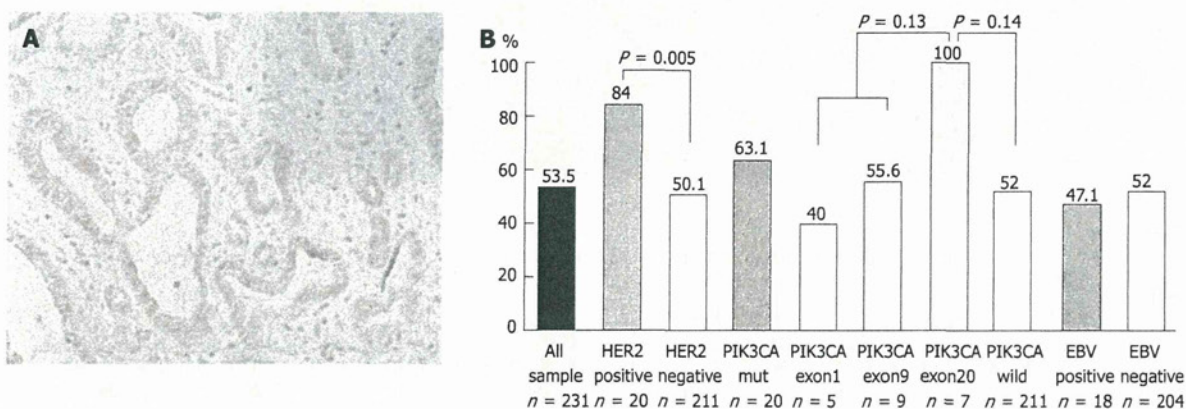 A
B %
P = 0.13 P = 0.14
P = 0.005
100
80
60
40
20
0
53.5
84
50.1
63.1
40
55.6
100
52
47.1
52
All HER2 HER2 PIK3CA PIK3CA PIK3CA PIK3CA PIK3CA EBV EBV
sample positive negative mut exon1 exon9 exon20 wild positive negative
n = 231 n = 20 n = 211 n = 20 n = 5 n = 9 n = 7 n = 211 n = 18 n = 204